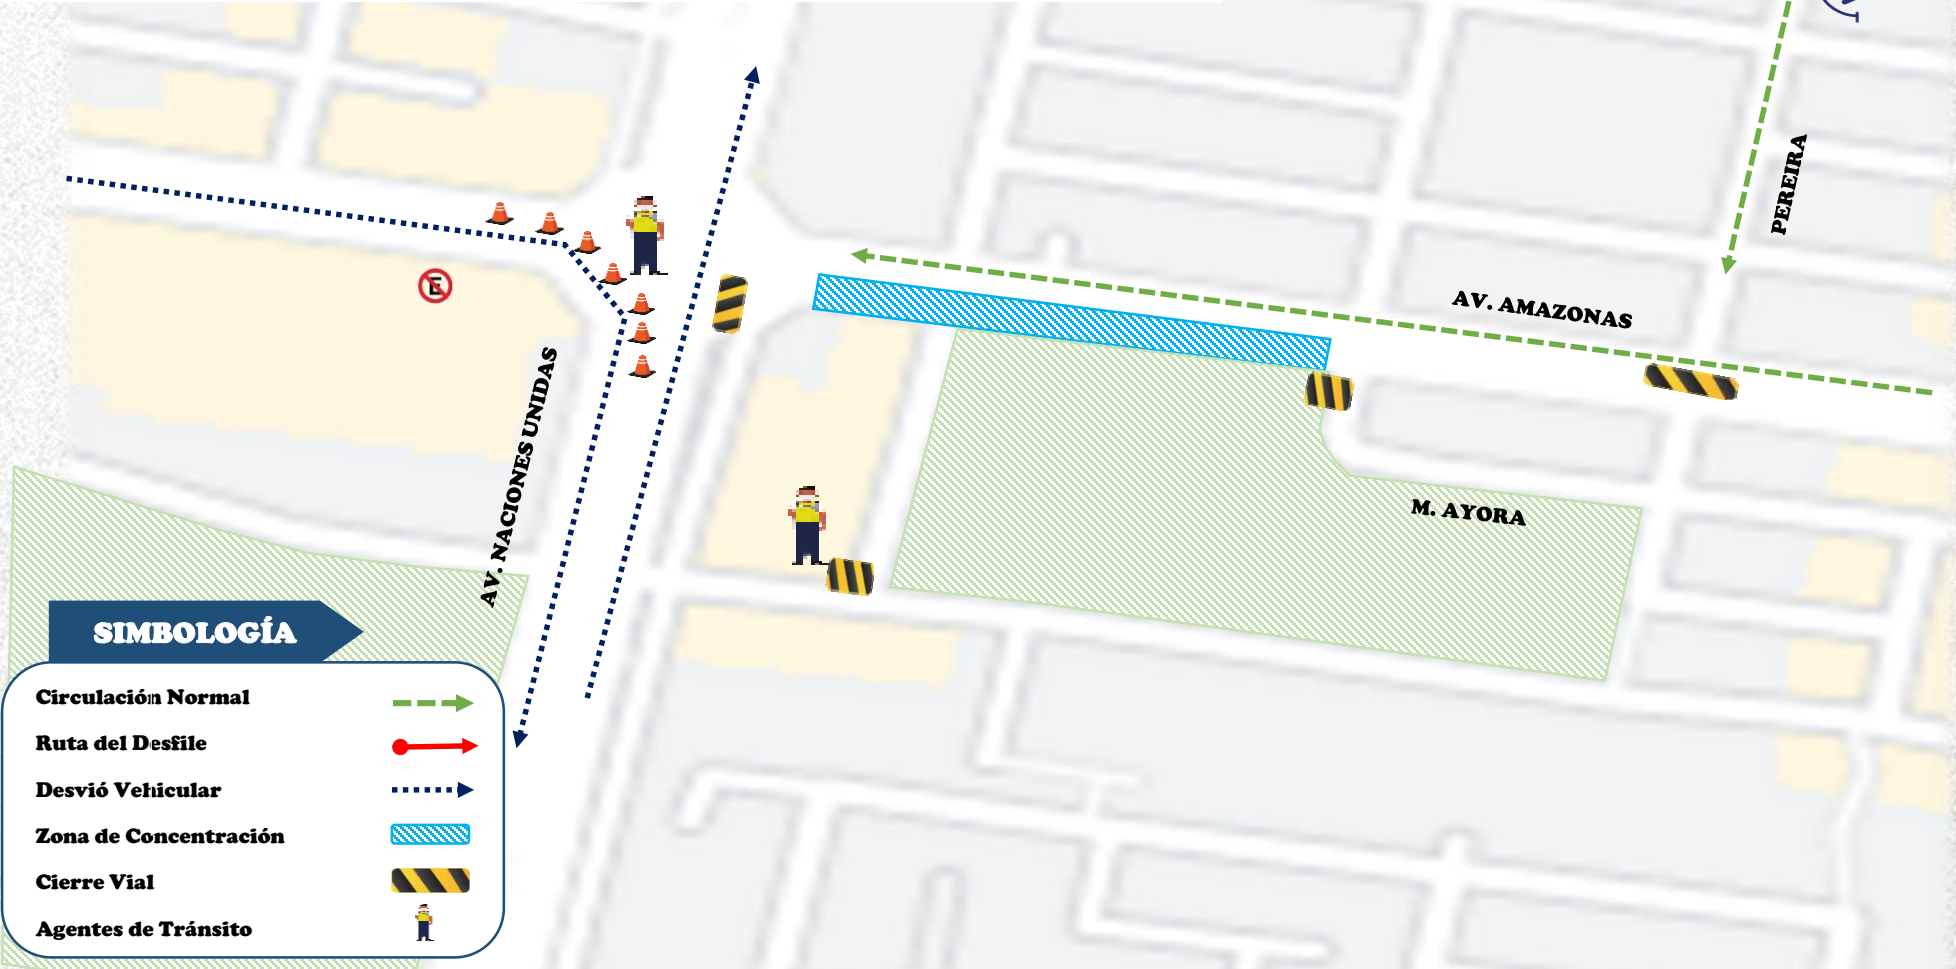 PEREIRA
AV. AMAZONAS
E
AV. NACIONES UNIDAS
M. AYORA
SIMBOLOGÍA
Circulación Normal
Ruta del Desfile
Desvió Vehicular
Zona de Concentración
Cierre Vial
Agentes de Tránsito